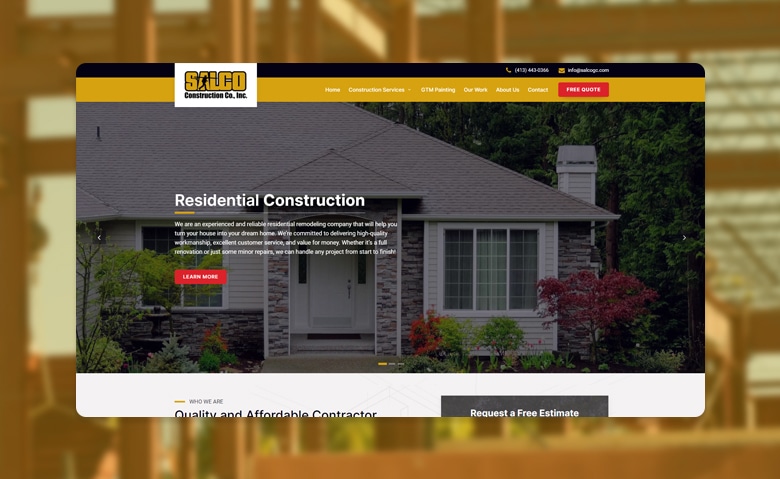 (413) 443-0366 info@salcogc.com
SALCO
Construction Co., Inc.
Home Construction Services GTM Painting Our Work About Us Contact FREE QUOTE
Residential Construction
We are an experienced and reliable residential remodeling company that will help you
turn your house into your dream home. We're committed to delivering high-quality
workmanship, excellent customer service, and value for money. Whether it's a full
renovation or just some minor repairs, we can handle any project from start to finish!
LEARN MORE
WHO WE ARE
Quality and Affordable Contractor
Request a Free Estimate